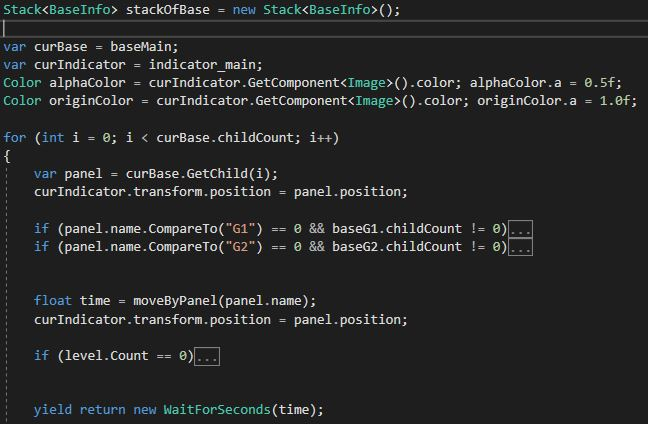 Stack<BaseInfo> stackOfBase = new Stack<BaseInfo>();
var curBase = baseMain;
var curIndicator = indicator_main;
Color alphaColor = curIndicator.GetComponent<Image>().color; alphaColor.a = 0.5f;
Color originColor = curIndicator.GetComponent<Image>().color; originColor.a = 1.0f;
for (int i = 0; i < curBase.childCount; i++)
{
var panel = curBase.GetChild(i);
curIndicator.transform.position = panel.position;
if (panel.name.CompareTo("G1") == 0 && baseG1.childCount != 0)...
if (panel.name.CompareTo("G2") == 0 && baseG2.childCount != 0)...
float time = moveByPanel(panel.name);
curIndicator.transform.position = panel.position;
if (level.Count == 0)...
yield return new WaitForSeconds(time);